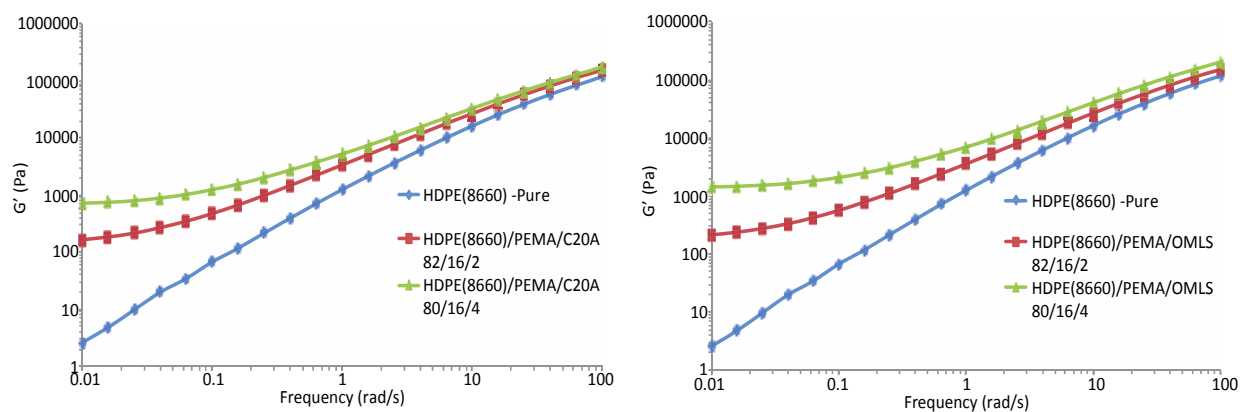 1000000
100000
10000
1000
100
10
1
G’ (Pa)
0.01
0.1
1
10
100
Frequency (rad/s)
HDPE(8660) -Pure
HDPE(8660)/PEMA/C20A
82/16/2
HDPE(8660)/PEMA/C20A
80/16/4
1000000
100000
10000
1000
100
10
1
G’ (Pa)
0.01
0.1
1
10
100
Frequency (rad/s)
HDPE(8660) -Pure
HDPE(8660)/PEMA/OMLS
82/16/2
HDPE(8660)/PEMA/OMLS
80/16/4